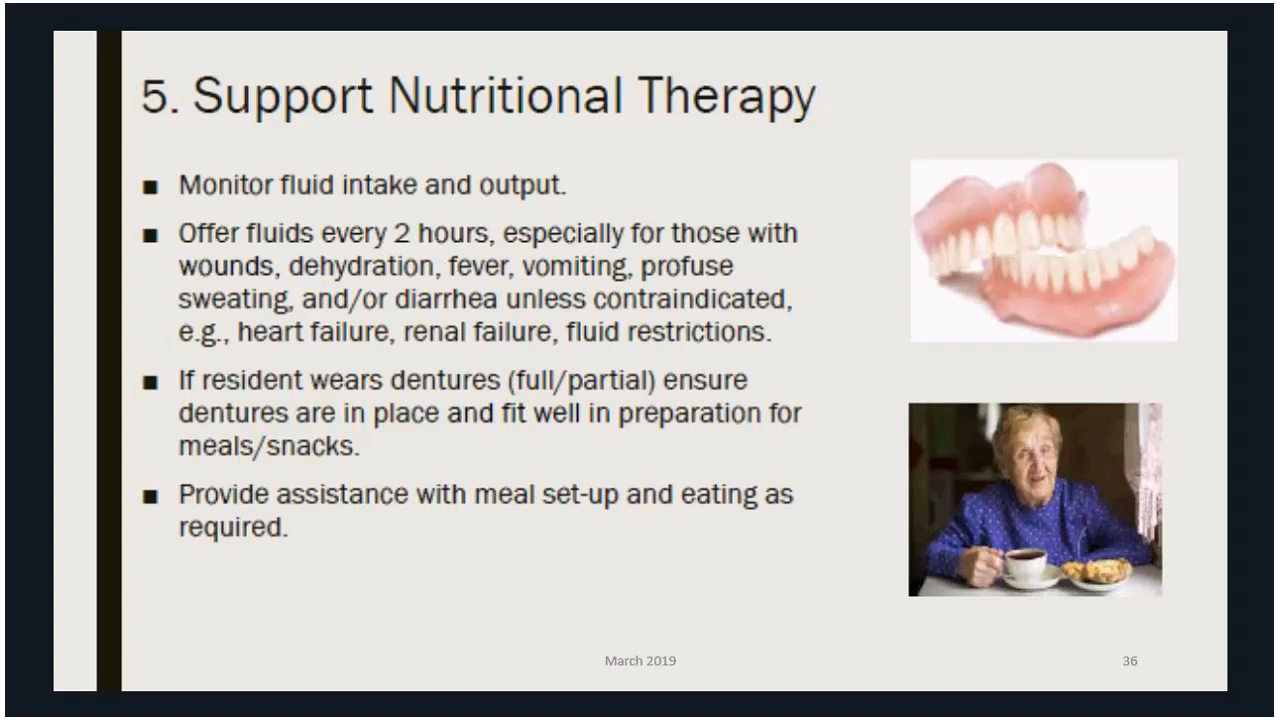 5. Support Nutritional Therapy
■ Monitor fluid intake and output.
■ Offer fluids every 2 hours, especially for those with
wounds, dehydration, fever, vomiting, profuse
sweating, and/or diarrhea unless contraindicated,
e.g., heart failure, renal failure, fluid restrictions.
■ If resident wears dentures (full/partial) ensure
dentures are in place and fit well in preparation for
meals/snacks.
■ Provide assistance with meal set-up and eating as
required.
March 2019
36